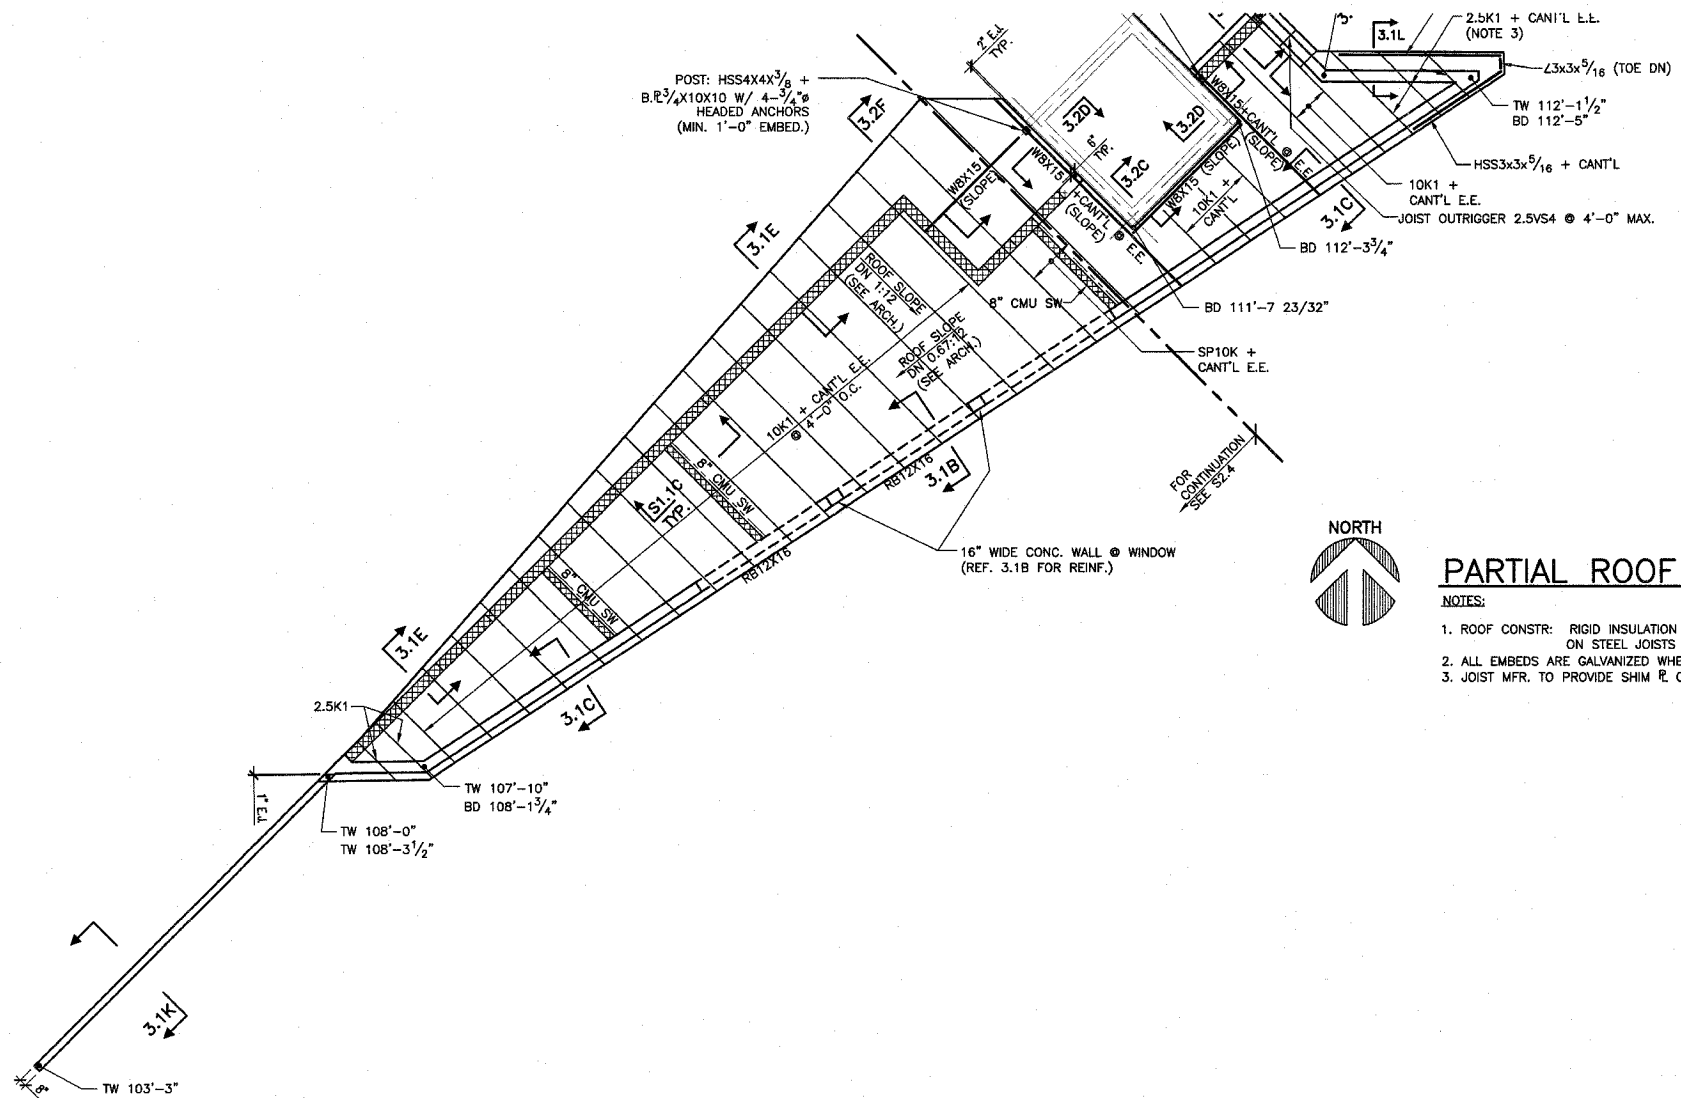 2.5K1 + CANT'L E.E.
(NOTE 3)
3.1L
2" E.J.
TYP.
∠3x3x5/16 (TOE DN)
POST: HSS4X4X3/8 +
B.PL3/4X10X10 W/ 4-3/4"ø
HEADED ANCHORS
(MIN. 1'-0" EMBED.)
3.2F
3.2D
3.2D
6"
TYP.
3.2C
W8X15+CANT'L @ E.E.
(SLOPE)
TW 112'-1 1/2"
BD 112'-5"
HSS3x3x5/16 + CANT'L
10K1 +
CANT'L E.E.
JOIST OUTRIGGER 2.5VS4 @ 4'-0" MAX.
3.1C
W8X15
(SLOPE)
W8X15
+CANT'L @ E.E.
(SLOPE)
W8X15 (SLOPE)
10K1 +
CANT'L
BD 112'-3 3/4"
3.1E
ROOF SLOPE
DN 1:12
(SEE ARCH.)
8" CMU SW
BD 111'-7 23/32"
ROOF SLOPE
DN 0.67:12
(SEE ARCH.)
SP10K +
CANT'L E.E.
10K1 + CANT'L E.E.
@ 4'-0" O.C.
8" CMU SW
S1.1C
TYP.
RB12X16
3.1B
FOR
CONTINUATION
SEE S2.4
16" WIDE CONC. WALL @ WINDOW
(REF. 3.1B FOR REINF.)
RB12X16
8" CMU SW
NORTH
PARTIAL ROOF
NOTES:
1. ROOF CONSTR: RIGID INSULATION
ON STEEL JOISTS
2. ALL EMBEDS ARE GALVANIZED WHE
3. JOIST MFR. TO PROVIDE SHIM PL
3.1E
2.5K1
3.1C
1" E.J.
TW 107'-10"
BD 108'-1 3/4"
TW 108'-0"
TW 108'-3 1/2"
3.1K
8"
TW 103'-3"